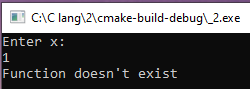 C:\C lang\2\cmake-build-debug\_2.exe
Enter x:
1
Function doesn't exist